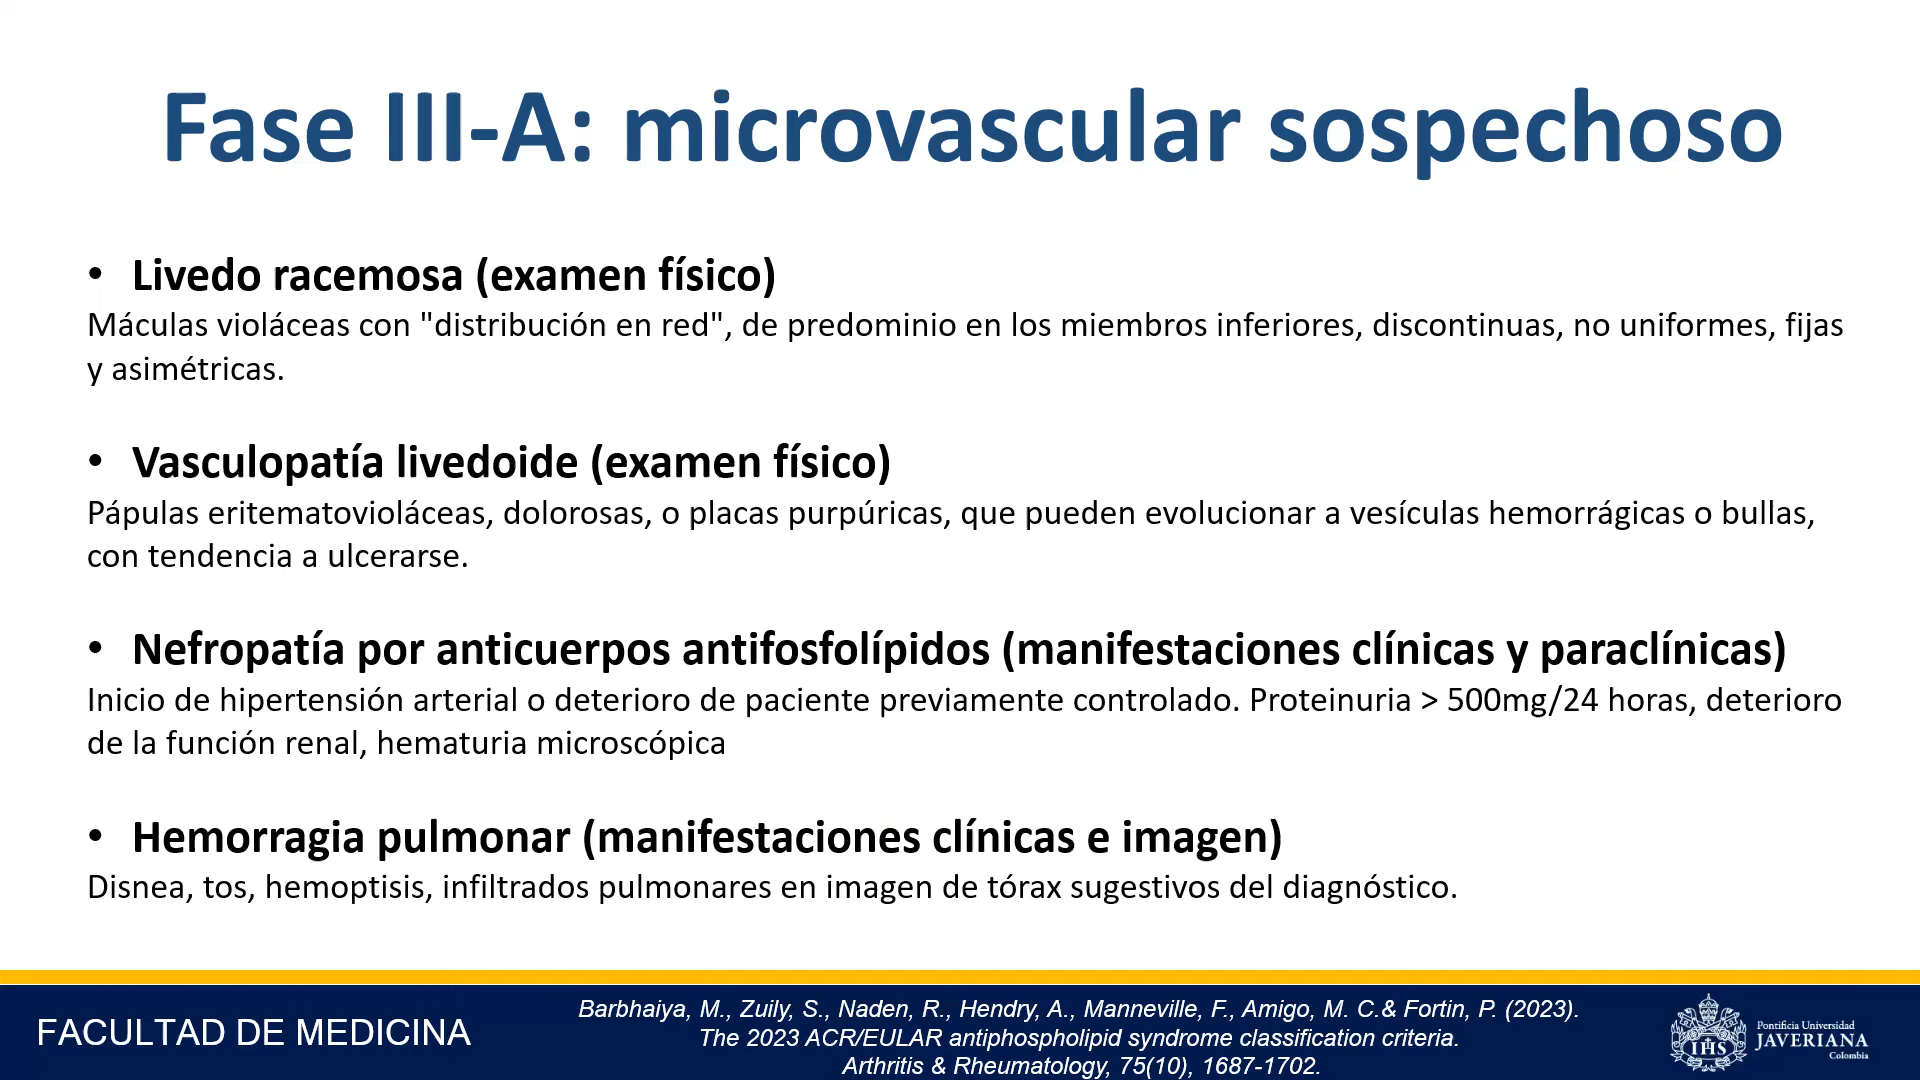 Fase III-A: microvascular sospechoso
• Livedo racemosa (examen físico)
Máculas violáceas con "distribución en red", de predominio en los miembros inferiores, discontinuas, no uniformes, fijas
y asimétricas.
• Vasculopatía livedoide (examen físico)
Pápulas eritematovioláceas, dolorosas, o placas purpúricas, que pueden evolucionar a vesículas hemorrágicas o bullas,
con tendencia a ulcerarse.
• Nefropatía por anticuerpos antifosfolípidos (manifestaciones clínicas y paraclínicas)
Inicio de hipertensión arterial o deterioro de paciente previamente controlado. Proteinuria > 500mg/24 horas, deterioro
de la función renal, hematuria microscópica
• Hemorragia pulmonar (manifestaciones clínicas e imagen)
Disnea, tos, hemoptisis, infiltrados pulmonares en imagen de tórax sugestivos del diagnóstico.
FACULTAD DE MEDICINA
Barbhaiya, M., Zuily, S., Naden, R., Hendry, A., Manneville, F., Amigo, M. C.& Fortin, P. (2023).
The 2023 ACR/EULAR antiphospholipid syndrome classification criteria.
Arthritis & Rheumatology, 75(10), 1687-1702.
IHS
Pontificia Universidad
JAVERIANA
Colombia